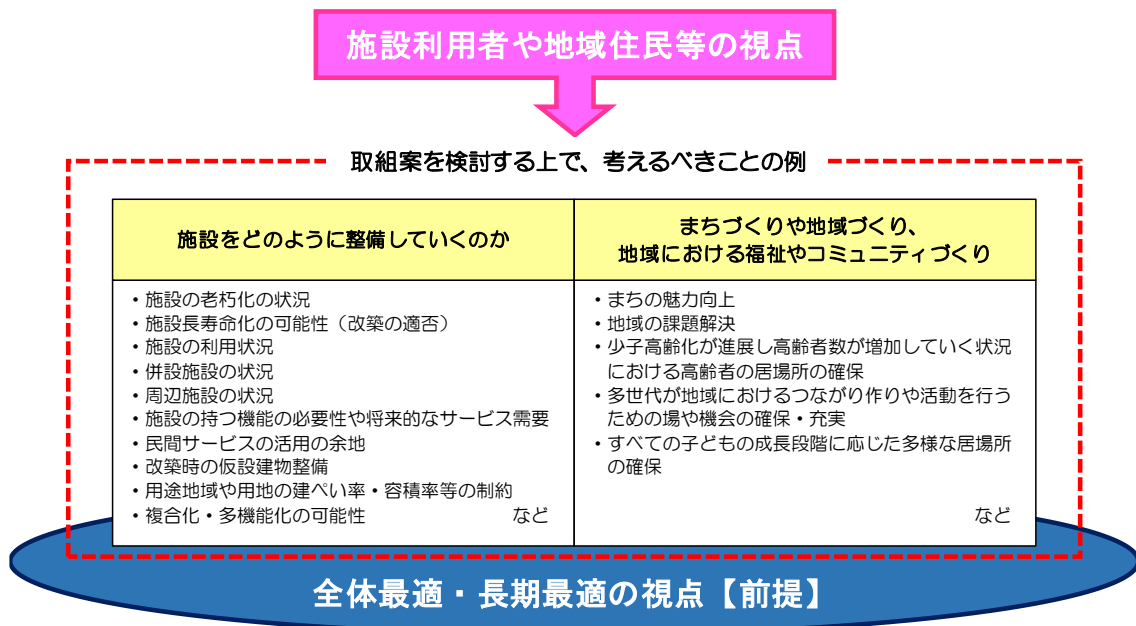 施設利用者や地域住民等の視点
取組案を検討する上で、考えるべきことの例
施設をどのように整備していくのか
・施設の老朽化の状況
・施設長寿命化の可能性（改築の適否）
・施設の利用状況
・併設施設の状況
・周辺施設の状況
・施設の持つ機能の必要性や将来的なサービス需要
・民間サービスの活用の余地
・改築時の仮設建物整備
・用途地域や用地の建ぺい率・容積率等の制約
・複合化・多機能化の可能性 など
まちづくりや地域づくり、
地域における福祉やコミュニティづくり
・まちの魅力向上
・地域の課題解決
・少子高齢化が進展し高齢者数が増加していく状況
における高齢者の居場所の確保
・多世代が地域におけるつながり作りや活動を行う
ための場や機会の確保・充実
・すべての子どもの成長段階に応じた多様な居場所
の確保
など
全体最適・長期最適の視点【前提】